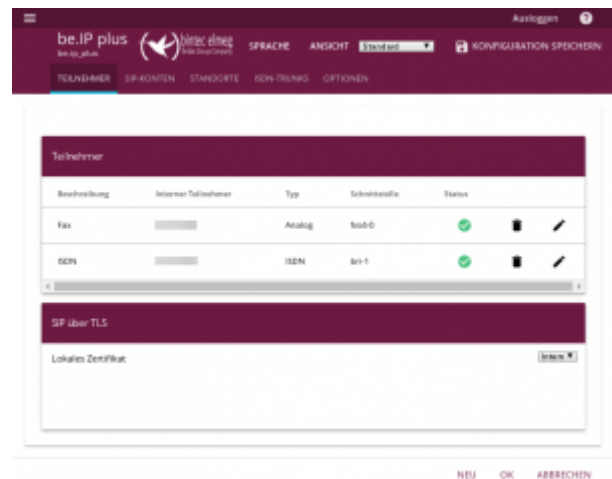 Ausloggen ?
be.IP plus bintec elmeg SPRACHE ANSICHT Standard KONFIGURATION SPEICHERN
be.ip_plus
TEILNEHMER SIP-KONTEN STANDORTE ISDN-TRUNKS OPTIONEN
Teilnehmer
Beschreibung Interner Teilnehmer Typ Schnittstelle Status
Fax Analog fxs0-0
ISDN ISDN bri-1
SIP über TLS
Lokales Zertifikat Intern
NEU OK ABBRECHEN